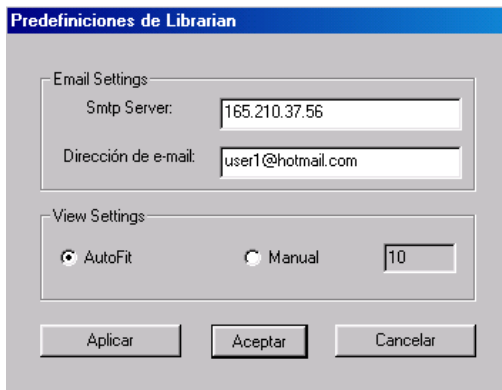 Predefiniciones de Librarian
Email Settings
Smtp Server: 165.210.37.56
Dirección de e-mail: user1@hotmail.com
View Settings
AutoFit Manual 10
Aplicar Aceptar Cancelar